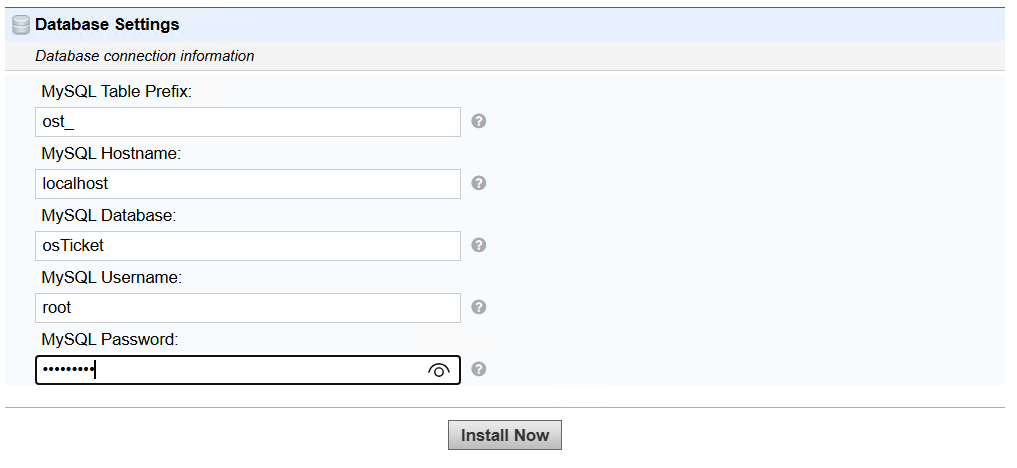 Database Settings
Database connection information
MySQL Table Prefix:
ost_
?
MySQL Hostname:
localhost
?
MySQL Database:
osTicket
?
MySQL Username:
root
?
MySQL Password:
•••••••••
?
Install Now